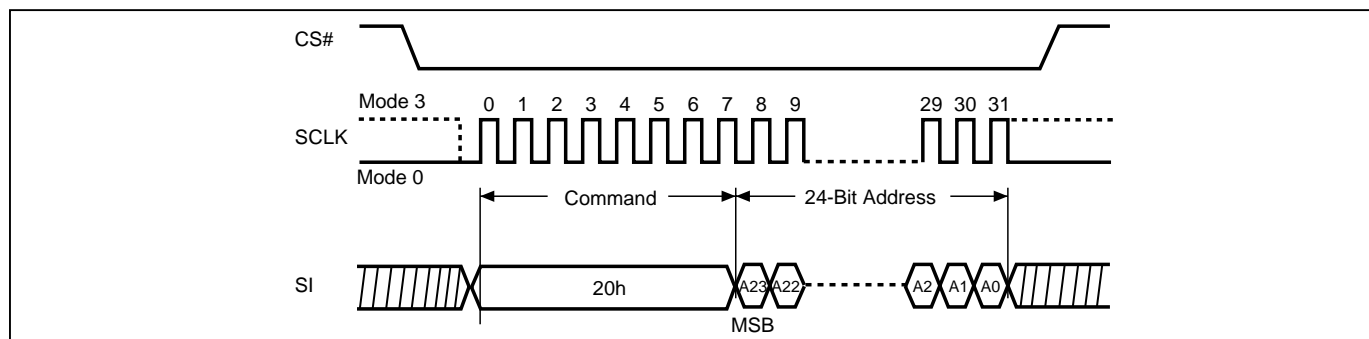 CS#
Mode 3
0 1 2 3 4 5 6 7 8 9 29 30 31
SCLK
Mode 0
Command 24-Bit Address
SI 20h A23 A22 A2 A1 A0
MSB